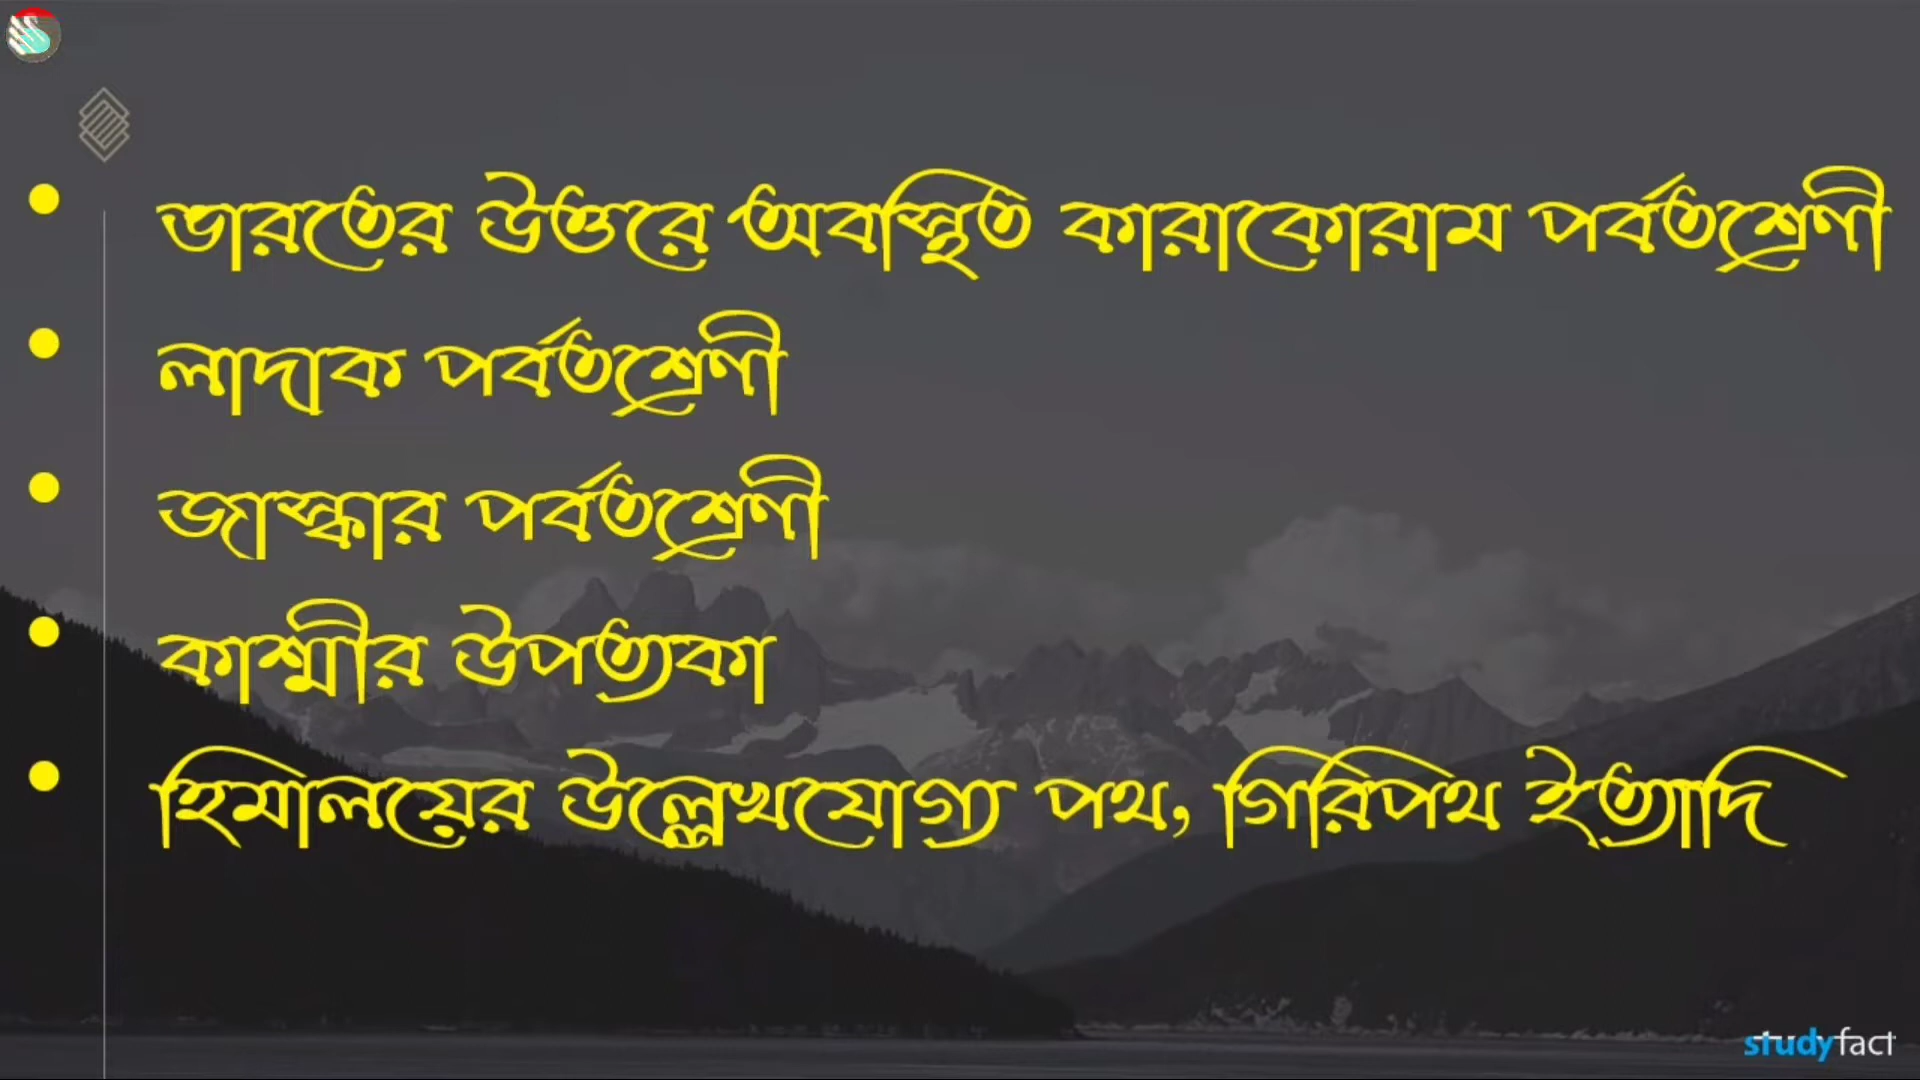 ভারতের উত্তরে অবস্থিত কারাকোরাম পর্বতশ্রেণী
লাদাক পর্বতশ্রেণী
জাস্কার পর্বতশ্রেণী
কাশ্মীর উপত্যকা
হিমালয়ের উল্লেখযোগ্য পথ, গিরিপথ ইত্যাদি
studyfact